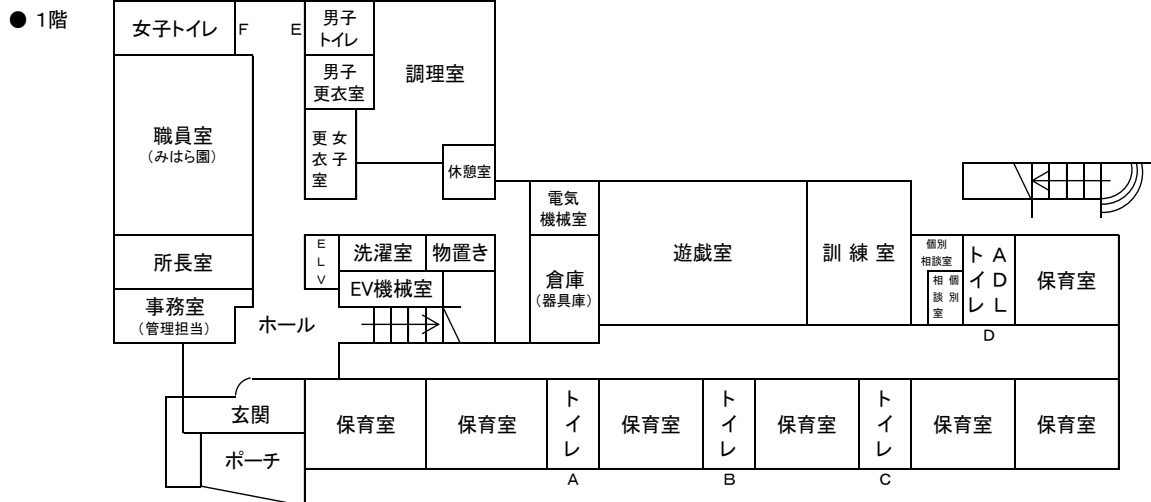 ● 1階
女子トイレ
F
E
男子
トイレ
男子
更衣室
調理室
職員室
(みはら園)
女子
更衣室
休憩室
電気
機械室
所長室
ELV
洗濯室
物置き
EV機械室
倉庫
(器具庫)
遊戯室
訓練室
個別
相談室
個別
相談室
ADL
トイレ
保育室
事務室
(管理担当)
ホール
D
玄関
ポーチ
保育室
保育室
トイレ
保育室
トイレ
保育室
トイレ
保育室
保育室
A
B
C